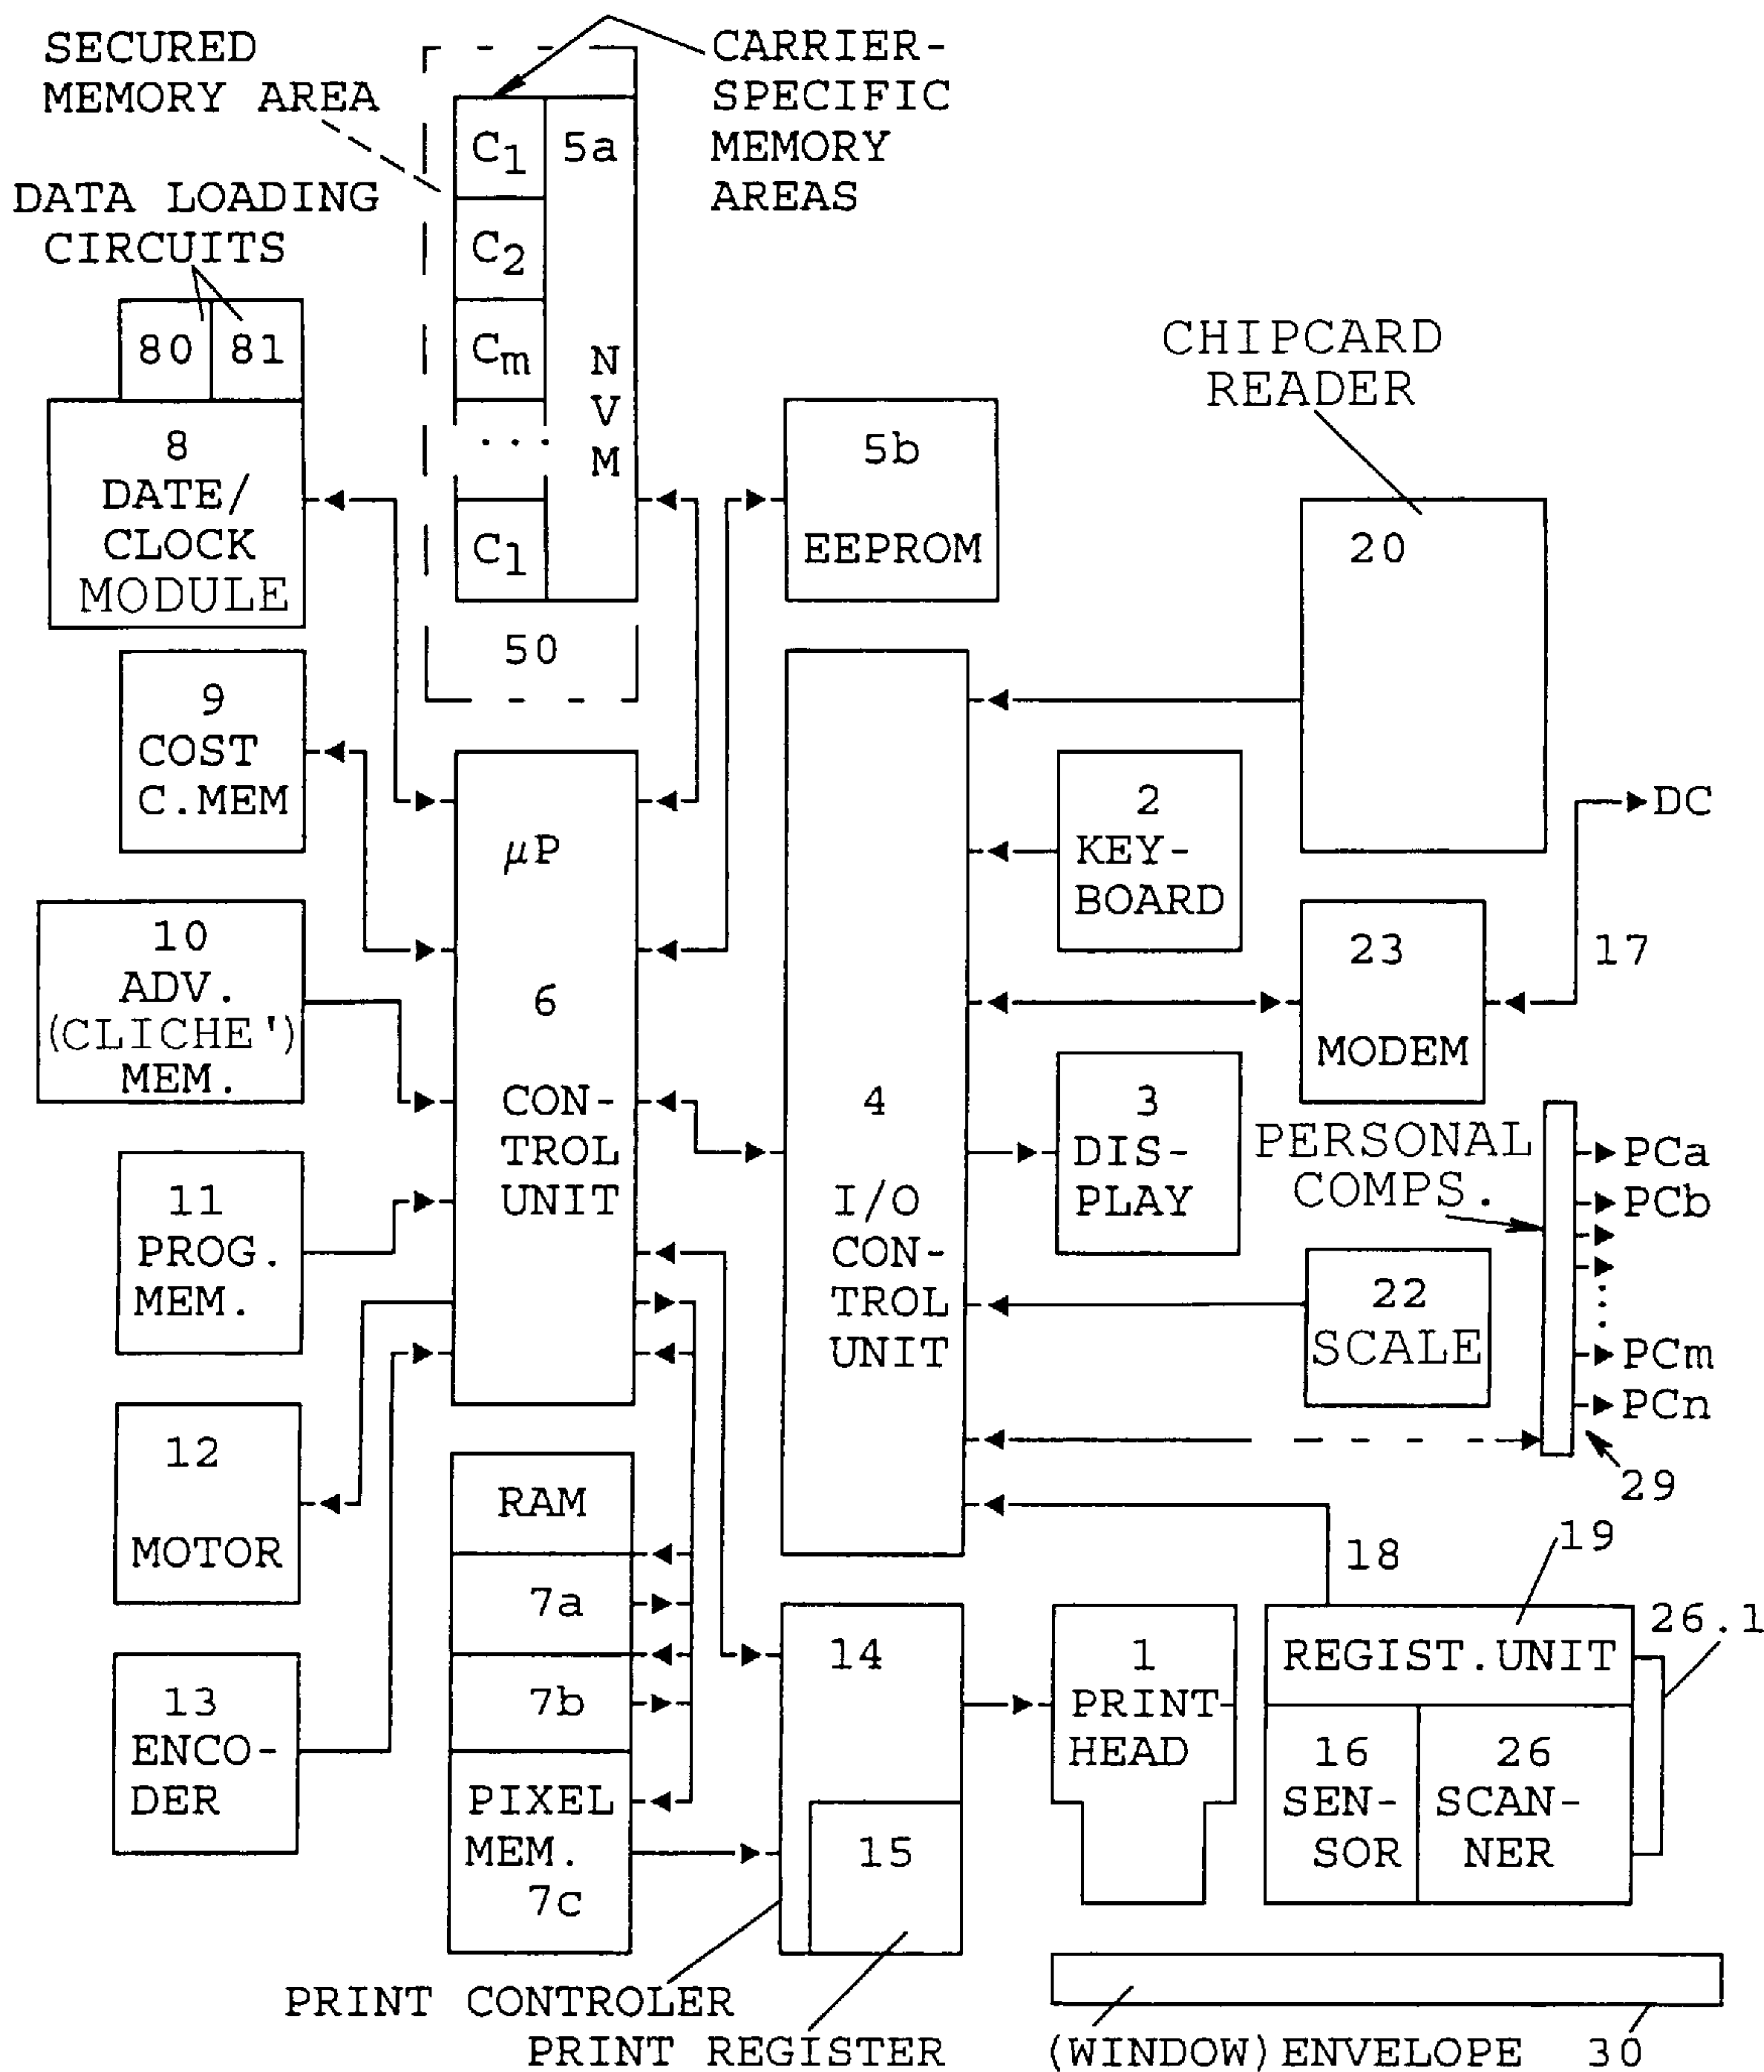 SECURED
MEMORY AREA
CARRIER-
SPECIFIC
MEMORY
AREAS
DATA LOADING
CIRCUITS
C1
5a
C2
Cm
...
C1
N
V
M
50
80
81
8
DATE/
CLOCK
MODULE
5b
EEPROM
CHIPCARD
READER
20
9
COST
C.MEM
10
ADV.
(CLICHE')
MEM.
11
PROG.
MEM.
12
MOTOR
13
ENCO-
DER
μP
6
CON-
TROL
UNIT
4
I/O
CON-
TROL
UNIT
2
KEY-
BOARD
DC
17
23
MODEM
3
DIS-
PLAY
PERSONAL
COMPS.
PCa
PCb
PCm
PCn
29
22
SCALE
RAM
7a
7b
PIXEL
MEM.
7c
14
15
1
PRINT-
HEAD
18
19
REGIST.UNIT
26.1
16
SEN-
SOR
26
SCAN-
NER
PRINT CONTROLER
PRINT REGISTER
(WINDOW)ENVELOPE 30